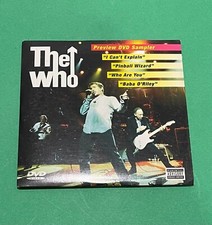 The Who
Preview DVD Sampler
"I Can't Explain"
"Pinball Wizard"
"Who Are You"
"Baba O'Riley"
DVD